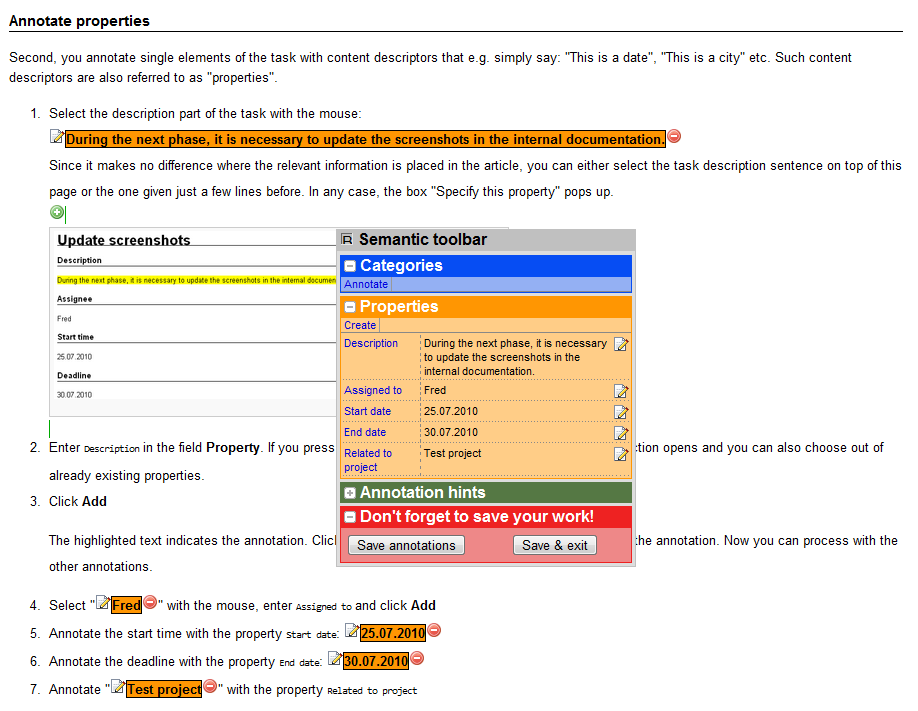 Annotate properties
Second, you annotate single elements of the task with content descriptors that e.g. simply say: "This is a date", "This is a city" etc. Such content
descriptors are also referred to as "properties".
1. Select the description part of the task with the mouse:
During the next phase, it is necessary to update the screenshots in the internal documentation.
Since it makes no difference where the relevant information is placed in the article, you can either select the task description sentence on top of this
page or the one given just a few lines before. In any case, the box "Specify this property" pops up.
Update screenshots
Description
During the next phase, it is necessary to update the screenshots in the internal documen
Assignee
Fred
Start time
25.07.2010
Deadline
30.07.2010
Semantic toolbar
Categories
Annotate
Properties
Create
Description During the next phase, it is necessary
to update the screenshots in the
internal documentation.
Assigned to Fred
Start date 25.07.2010
End date 30.07.2010
Related to Test project
project
Annotation hints
Don't forget to save your work!
Save annotations Save & exit
2. Enter Description in the field Property. If you press tion opens and you can also choose out of
already existing properties.
3. Click Add
The highlighted text indicates the annotation. Clic he annotation. Now you can process with the
other annotations.
4. Select "Fred" with the mouse, enter Assigned to and click Add
5. Annotate the start time with the property Start date: 25.07.2010
6. Annotate the deadline with the property End date: 30.07.2010
7. Annotate "Test project" with the property Related to project